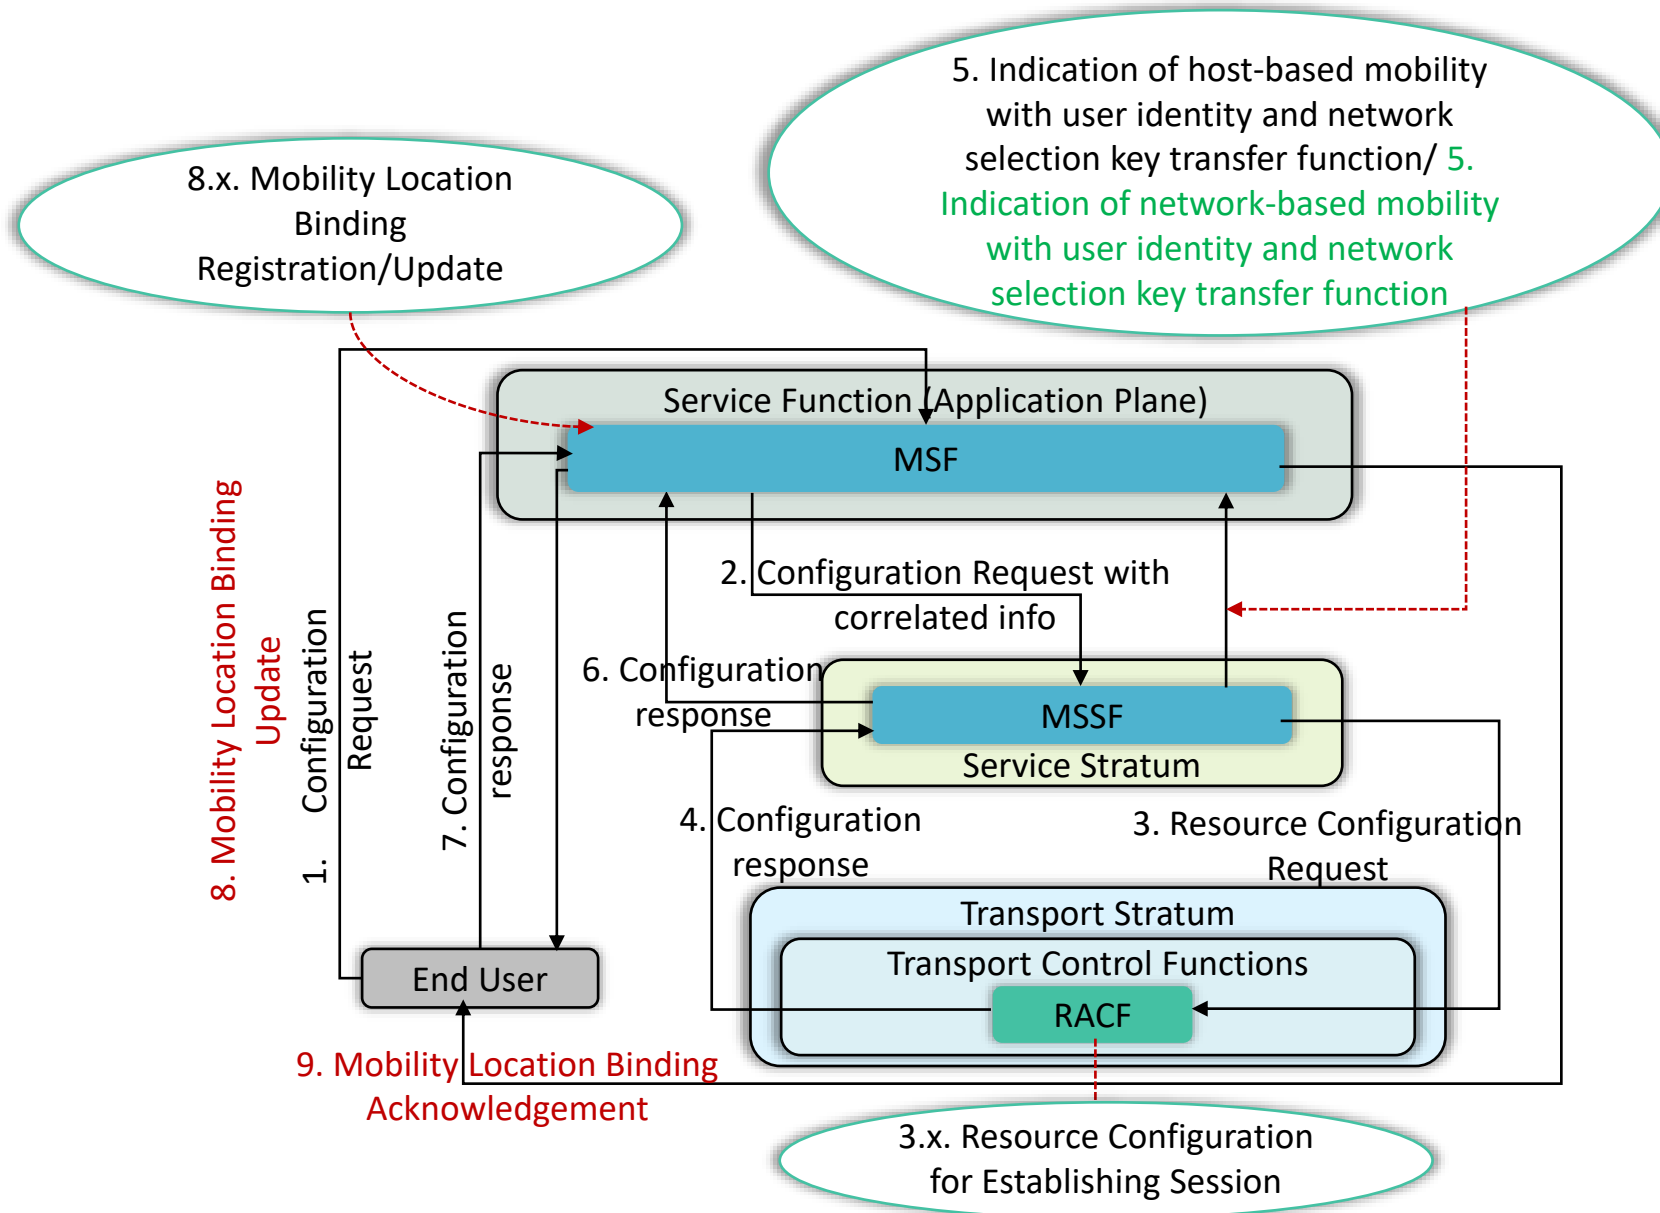 5. Indication of host-based mobility
with user identity and network
selection key transfer function/ 5.
Indication of network-based mobility
with user identity and network
selection key transfer function
8.x. Mobility Location
Binding
Registration/Update
Service Function (Application Plane)
MSF
2. Configuration Request with
correlated info
6. Configuration
response
MSSF
Service Stratum
8. Mobility Location Binding
Update
1. Configuration
Request
7. Configuration
response
4. Configuration
response
3. Resource Configuration
Request
Transport Stratum
Transport Control Functions
RACF
End User
9. Mobility Location Binding
Acknowledgement
3.x. Resource Configuration
for Establishing Session